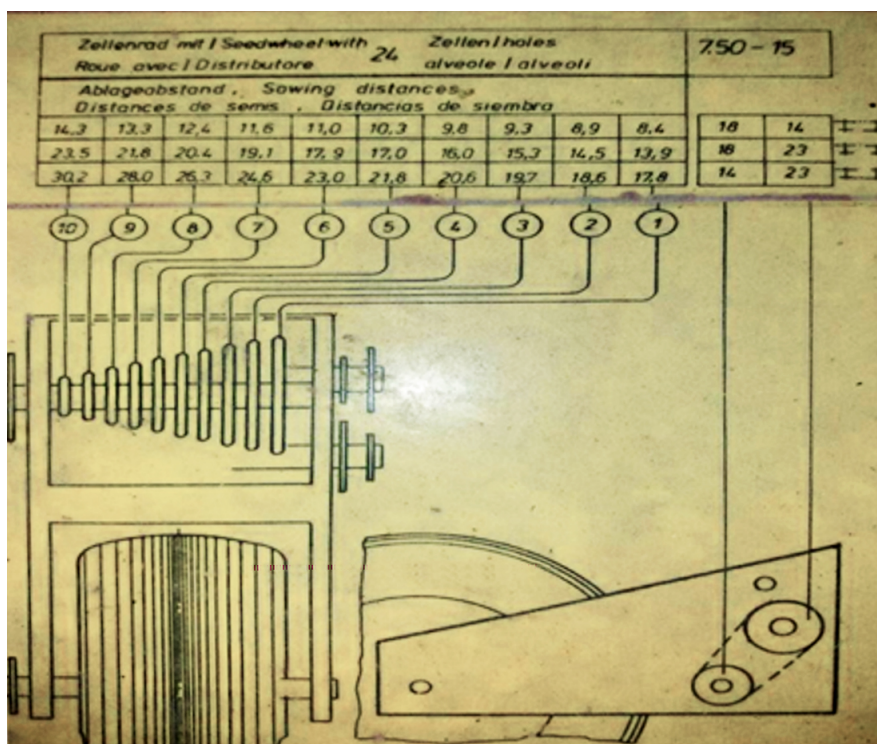 Zellenrad mit / Seedwheel with 24 Zellen / holes 7.50 - 15
Roue avec / Distributore alveole / alveoli
Ablageabstand, Sowing distances,
Distances de semis, Distancias de siembra
14,3 13,3 12,4 11,6 11,0 10,3 9,8 9,3 8,9 8,4 18 14
23,5 21,8 20,4 19,1 17,9 17,0 16,0 15,3 14,5 13,9 18 23
30,2 28,0 26,3 24,6 23,0 21,8 20,6 19,7 18,6 17,8 14 23
10 9 8 7 6 5 4 3 2 1